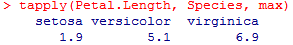 > tapply(Petal.Length, Species, max)
setosa versicolor virginica
1.9 5.1 6.9